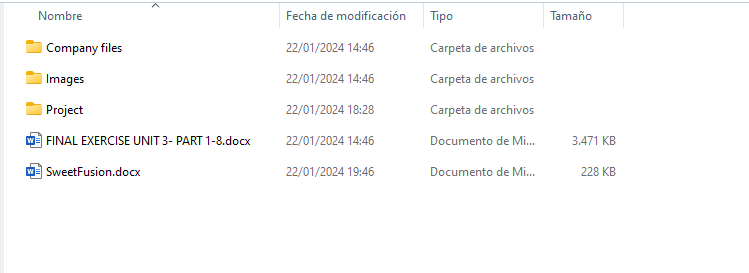 Nombre Fecha de modificación Tipo Tamaño
Company files 22/01/2024 14:46 Carpeta de archivos
Images 22/01/2024 14:46 Carpeta de archivos
Project 22/01/2024 18:28 Carpeta de archivos
FINAL EXERCISE UNIT 3- PART 1-8.docx 22/01/2024 14:46 Documento de Mi... 3.471 KB
SweetFusion.docx 22/01/2024 19:46 Documento de Mi... 228 KB